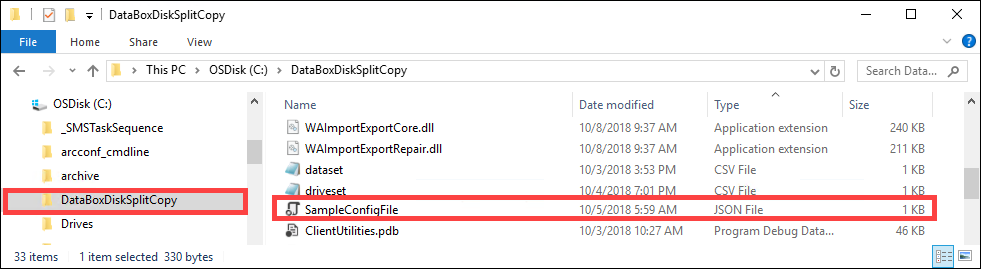 DataBoxDiskSplitCopy
File Home Share View
This PC > OSDisk (C:) > DataBoxDiskSplitCopy Search Data...
OSDisk (C:)
_SMSTaskSequence
arcconf_cmdline
archive
DataBoxDiskSplitCopy
Drives
Name Date modified Type Size
WAImportExportCore.dll 10/8/2018 9:37 AM Application extension 240 KB
WAImportExportRepair.dll 10/8/2018 9:37 AM Application extension 211 KB
dataset 10/3/2018 3:53 PM CSV File 1 KB
driveset 10/4/2018 7:01 PM CSV File 1 KB
SampleConfigFile 10/5/2018 5:59 AM JSON File 1 KB
ClientUtilities.pdb 10/3/2018 10:27 AM Program Debug Data... 46 KB
33 items 1 item selected 330 bytes